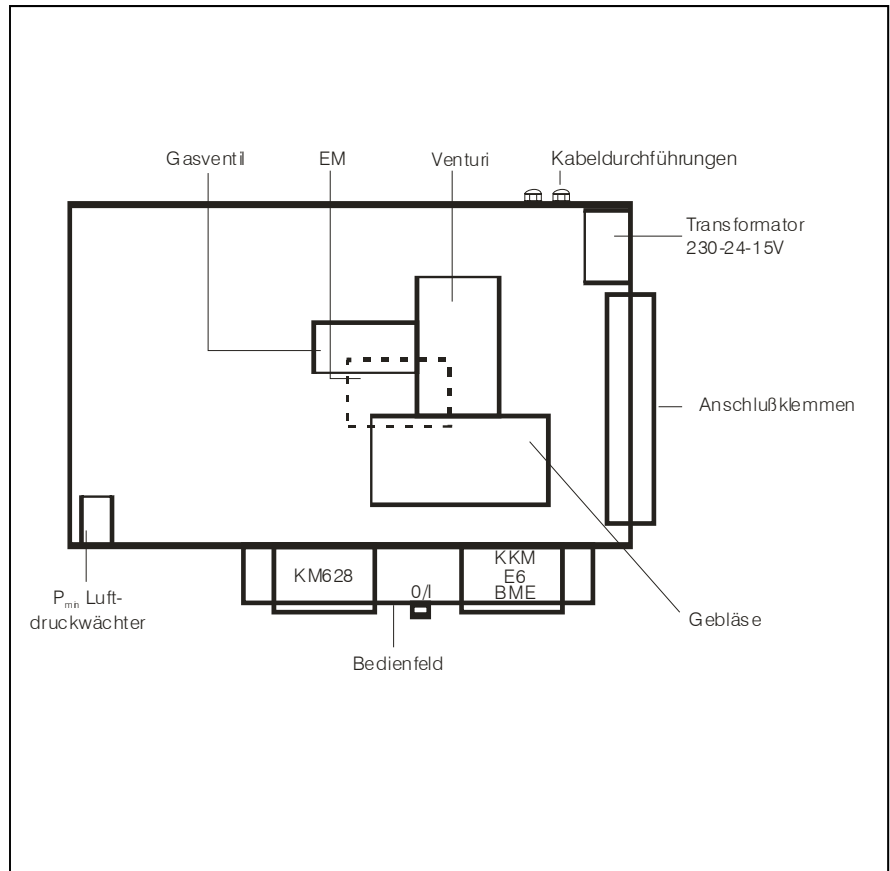 Gasventil
EM
Venturi
Kabeldurchführungen
Transformator
230-24-15V
Anschlußklemmen
KM628
0/I
KKM
E6
BME
Pmin Luft-
druckwächter
Gebläse
Bedienfeld